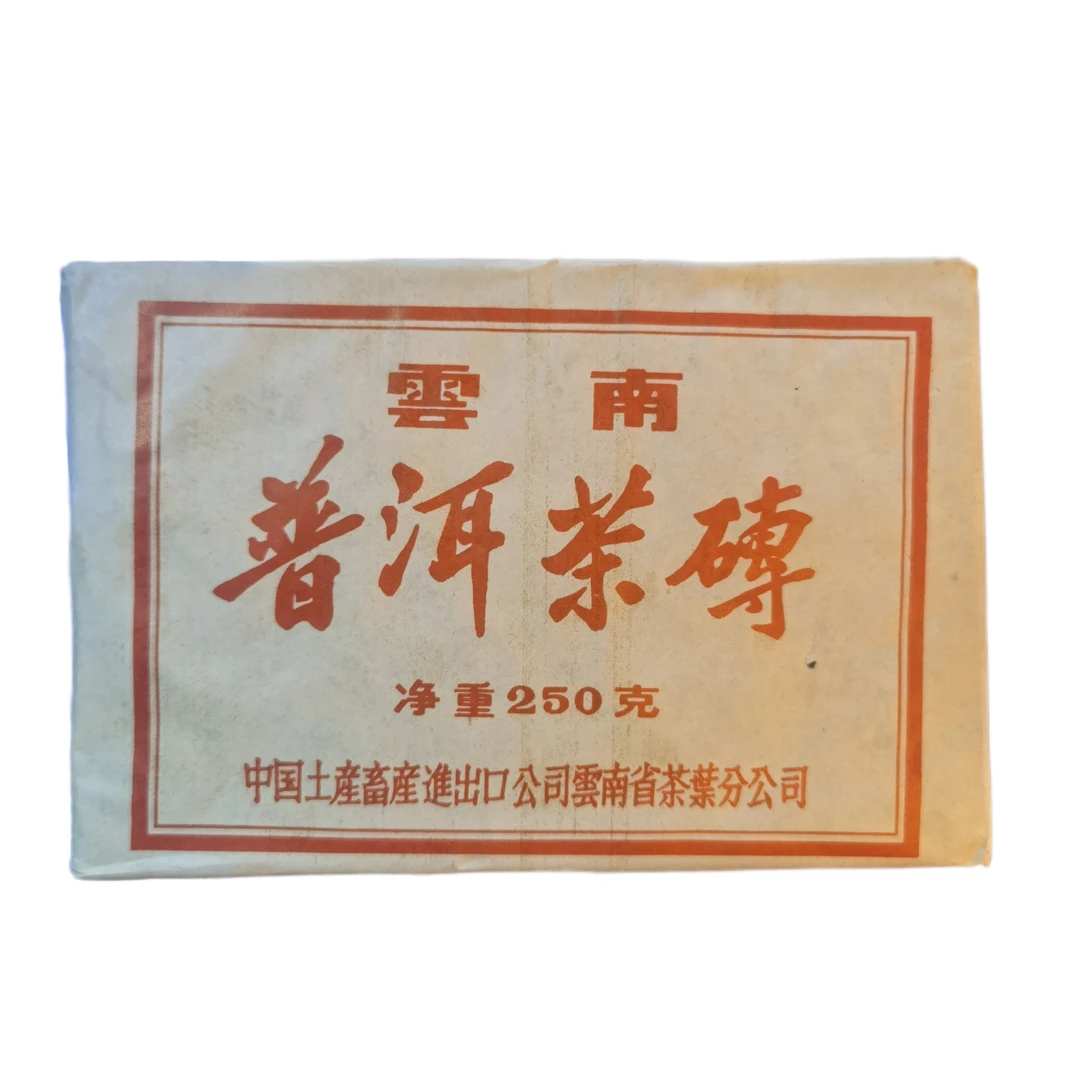 雲南
普洱茶磚
净重250克
中国土産畜産進出口公司雲南省茶葉分公司